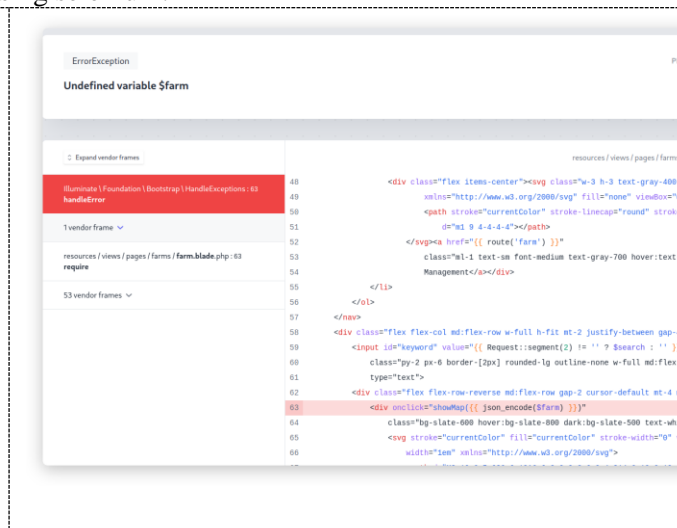 ErrorException
Undefined variable $farm
Expand vendor frames
Illuminate \ Foundation \ Bootstrap \ HandleExceptions : 63
handleError
1 vendor frame
resources / views / pages / farms / farm.blade.php : 63
require
53 vendor frames
resources / views / pages / farms
48 <div class="flex items-center"><svg class="w-3 h-3 text-gray-400
49 xmlns="http://www.w3.org/2000/svg" fill="none" viewBox="
50 <path stroke="currentColor" stroke-linecap="round" strok
51 d="m1 9 4-4-4-4"></path>
52 </svg><a href="{{ route('farm') }}"
53 class="ml-1 text-sm font-medium text-gray-700 hover:text
54 Management</a></div>
55 </li>
56 </ol>
57 </nav>
58 <div class="flex flex-col md:flex-row w-full h-fit mt-2 justify-between gap-
59 <input id="keyword" value="{{ Request::segment(2) != '' ? $search : '' }
60 class="py-2 px-6 border-[2px] rounded-lg outline-none w-full md:flex
61 type="text">
62 <div class="flex flex-row-reverse md:flex-row gap-2 cursor-default mt-4
63 <div onclick="showMap({{ json_encode($farm) }})"
64 class="bg-slate-600 hover:bg-slate-800 dark:bg-slate-500 text-wh
65 <svg stroke="currentColor" fill="currentColor" stroke-width="0"
66 width="1em" xmlns="http://www.w3.org/2000/svg">